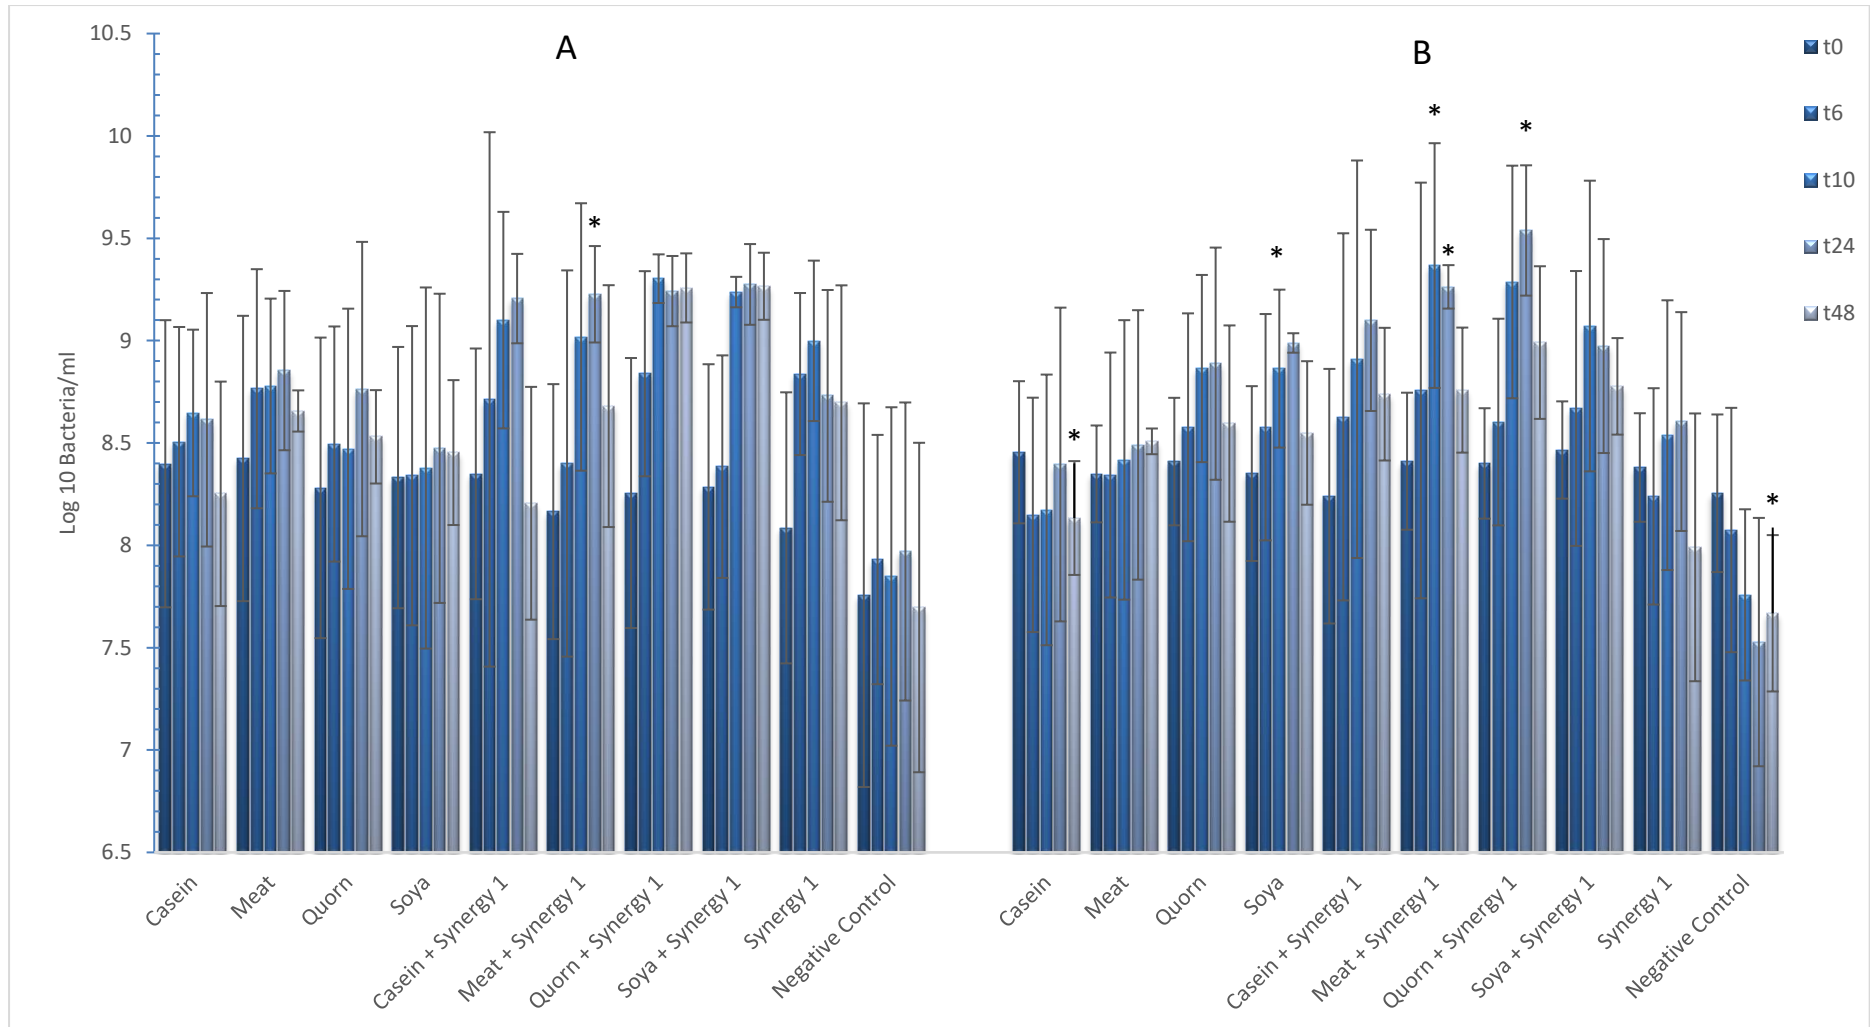 A
B
10.5
10
9.5
9
8.5
8
7.5
7
6.5
Log 10 Bacteria/ml
*
*
*
*
*
*
*
Casein
Meat
Quorn
Soya
Casein + Synergy 1
Meat + Synergy 1
Quorn + Synergy 1
Soya + Synergy 1
Synergy 1
Negative Control
Casein
Meat
Quorn
Soya
Casein + Synergy 1
Meat + Synergy 1
Quorn + Synergy 1
Soya + Synergy 1
Synergy 1
Negative Control
t0
t6
t10
t24
t48